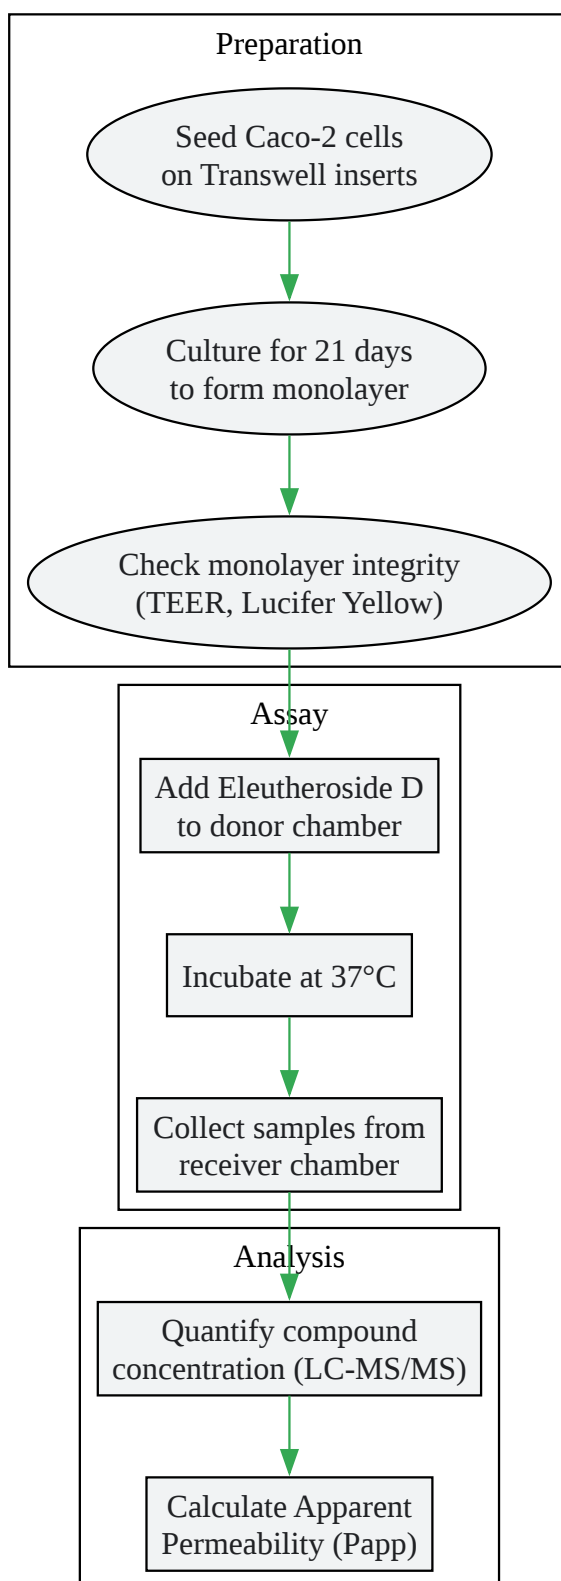 Preparation
Seed Caco-2 cells
on Transwell inserts
Culture for 21 days
to form monolayer
Check monolayer integrity
(TEER, Lucifer Yellow)
Assay
Add Eleutheroside D
to donor chamber
Incubate at 37°C
Collect samples from
receiver chamber
Analysis
Quantify compound
concentration (LC-MS/MS)
Calculate Apparent
Permeability (Papp)